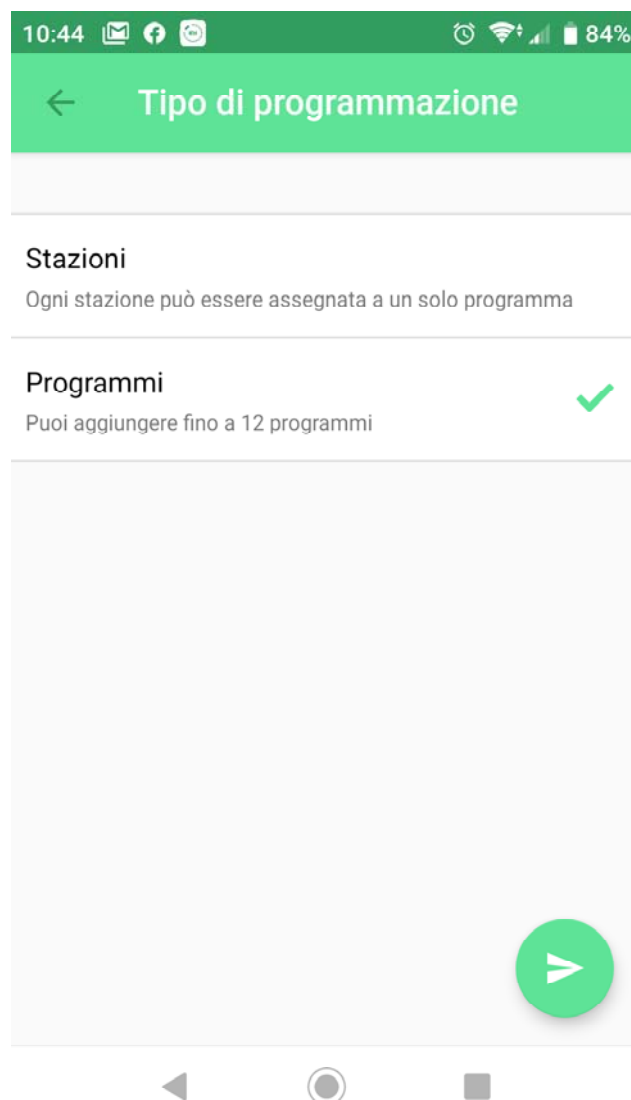 10:44 84%
Tipo di programmazione
Stazioni
Ogni stazione può essere assegnata a un solo programma
Programmi
Puoi aggiungere fino a 12 programmi